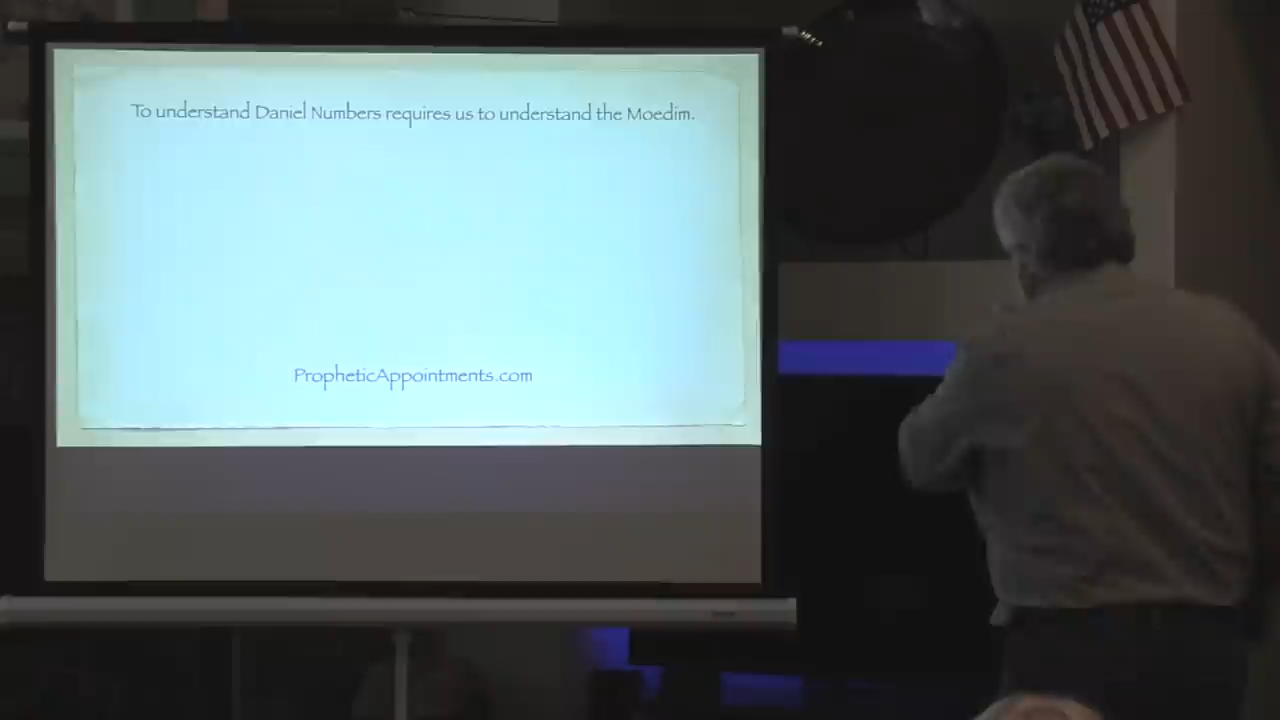 To understand Daniel Numbers requires us to understand the Moedim.
PropheticAppointments.com